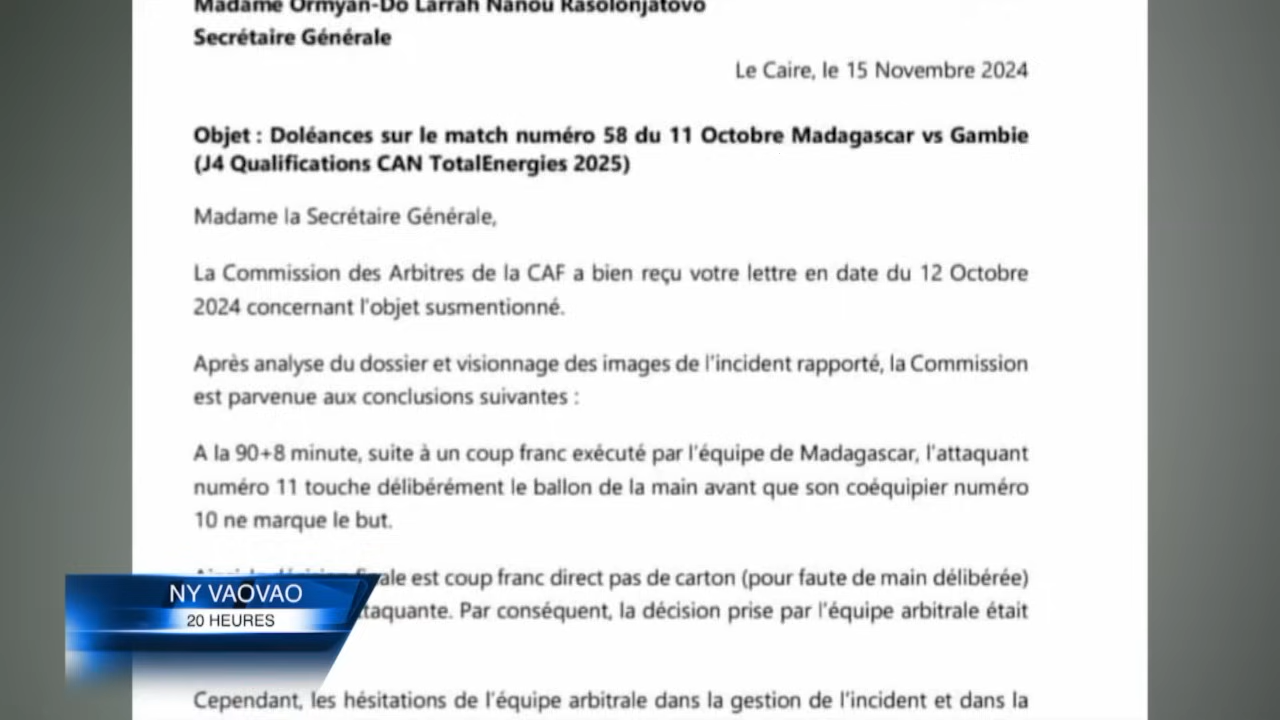 Madame Ormyan-Do Larrah Nanou Rasolonjatovo
Secrétaire Générale
Le Caire, le 15 Novembre 2024
Objet : Doléances sur le match numéro 58 du 11 Octobre Madagascar vs Gambie
(J4 Qualifications CAN TotalEnergies 2025)
Madame la Secrétaire Générale,
La Commission des Arbitres de la CAF a bien reçu votre lettre en date du 12 Octobre
2024 concernant l'objet susmentionné.
Après analyse du dossier et visionnage des images de l'incident rapporté, la Commission
est parvenue aux conclusions suivantes :
A la 90+8 minute, suite à un coup franc exécuté par l'équipe de Madagascar, l'attaquant
numéro 11 touche délibérément le ballon de la main avant que son coéquipier numéro
10 ne marque le but.
est coup franc direct pas de carton (pour faute de main délibérée)
Par conséquent, la décision prise par l'équipe arbitrale était
Cependant, les hésitations de l'équipe arbitrale dans la gestion de l'incident et dans la
NY VAOVAO
20 HEURES